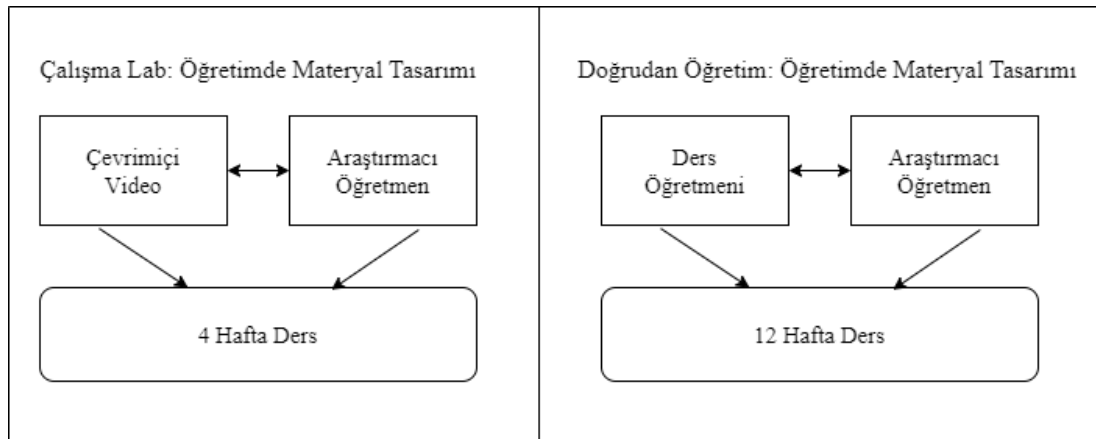 Çalışma Lab: Öğretimde Materyal Tasarımı
Çevrimiçi
Video
Araştırmacı
Öğretmen
4 Hafta Ders
Doğrudan Öğretim: Öğretimde Materyal Tasarımı
Ders
Öğretmeni
Araştırmacı
Öğretmen
12 Hafta Ders